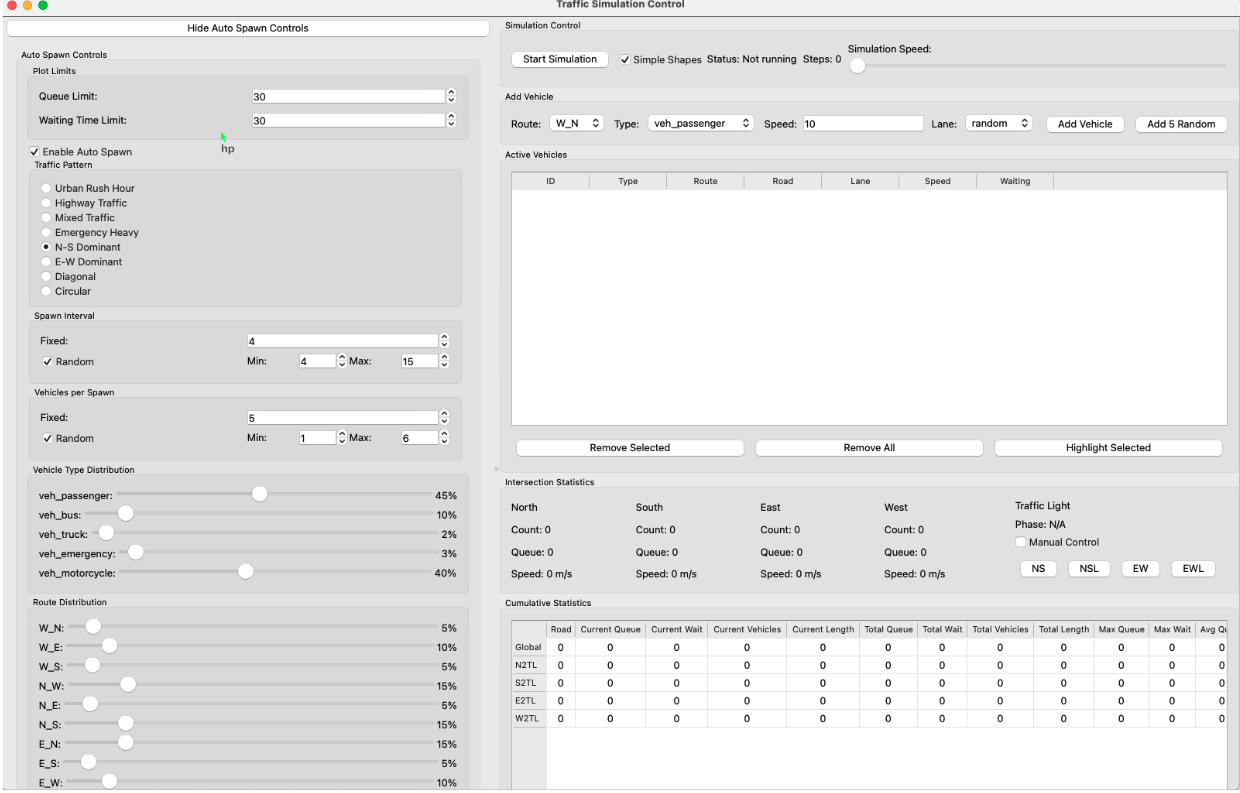 Traffic Simulation Control
Hide Auto Spawn Controls
Auto Spawn Controls
Plot Limits
Queue Limit: 30
Waiting Time Limit: 30
hp
Enable Auto Spawn
Traffic Pattern
Urban Rush Hour
Highway Traffic
Mixed Traffic
Emergency Heavy
N-S Dominant
E-W Dominant
Diagonal
Circular
Spawn Interval
Fixed: 4
Random Min: 4 Max: 15
Vehicles per Spawn
Fixed: 5
Random Min: 1 Max: 6
Vehicle Type Distribution
veh_passenger: 45%
veh_bus: 10%
veh_truck: 2%
veh_emergency: 3%
veh_motorcycle: 40%
Route Distribution
W_N: 5%
W_E: 10%
W_S: 5%
N_W: 15%
N_E: 5%
N_S: 15%
E_N: 15%
E_S: 5%
E_W: 10%
Simulation Control
Simulation Speed:
Start Simulation Simple Shapes Status: Not running Steps: 0
Add Vehicle
Route: W_N Type: veh_passenger Speed: 10 Lane: random Add Vehicle Add 5 Random
Active Vehicles
ID Type Route Road Lane Speed Waiting
Remove Selected Remove All Highlight Selected
Intersection Statistics
North South East West Traffic Light
Count: 0 Count: 0 Count: 0 Count: 0 Phase: N/A
Queue: 0 Queue: 0 Queue: 0 Queue: 0 Manual Control
Speed: 0 m/s Speed: 0 m/s Speed: 0 m/s Speed: 0 m/s NS NSL EW EWL
Cumulative Statistics
Road Current Queue Current Wait Current Vehicles Current Length Total Queue Total Wait Total Vehicles Total Length Max Queue Max Wait Avg Qu
Global 0 0 0 0 0 0 0 0 0 0 0 0
N2TL 0 0 0 0 0 0 0 0 0 0 0 0
S2TL 0 0 0 0 0 0 0 0 0 0 0 0
E2TL 0 0 0 0 0 0 0 0 0 0 0 0
W2TL 0 0 0 0 0 0 0 0 0 0 0 0